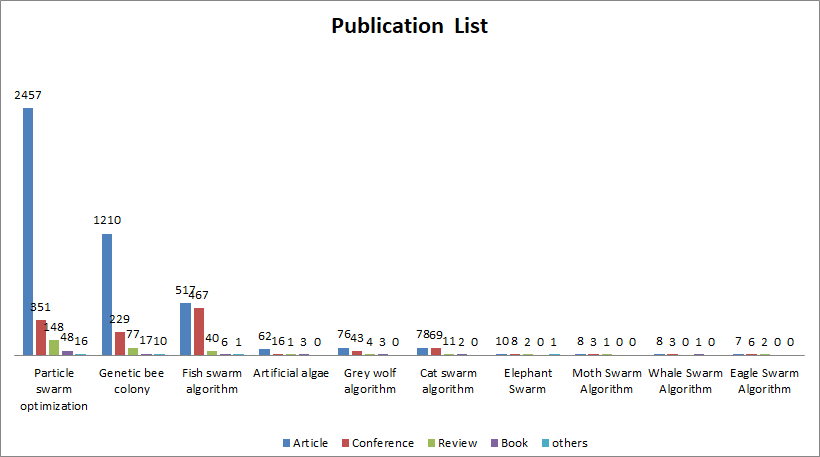 Publication List
2457
351
148
48
16
1210
229
77
17
10
517
467
40
6
1
62
16
1
3
0
76
43
4
3
0
78
69
11
2
0
10
8
2
0
1
8
3
1
0
0
8
3
0
1
0
7
6
2
0
0
Particle
swarm
optimization
Genetic bee
colony
Fish swarm
algorithm
Artificial algae
Grey wolf
algorithm
Cat swarm
algorithm
Elephant
Swarm
Moth Swarm
Algorithm
Whale Swarm
Algorithm
Eagle Swarm
Algorithm
Article
Conference
Review
Book
others